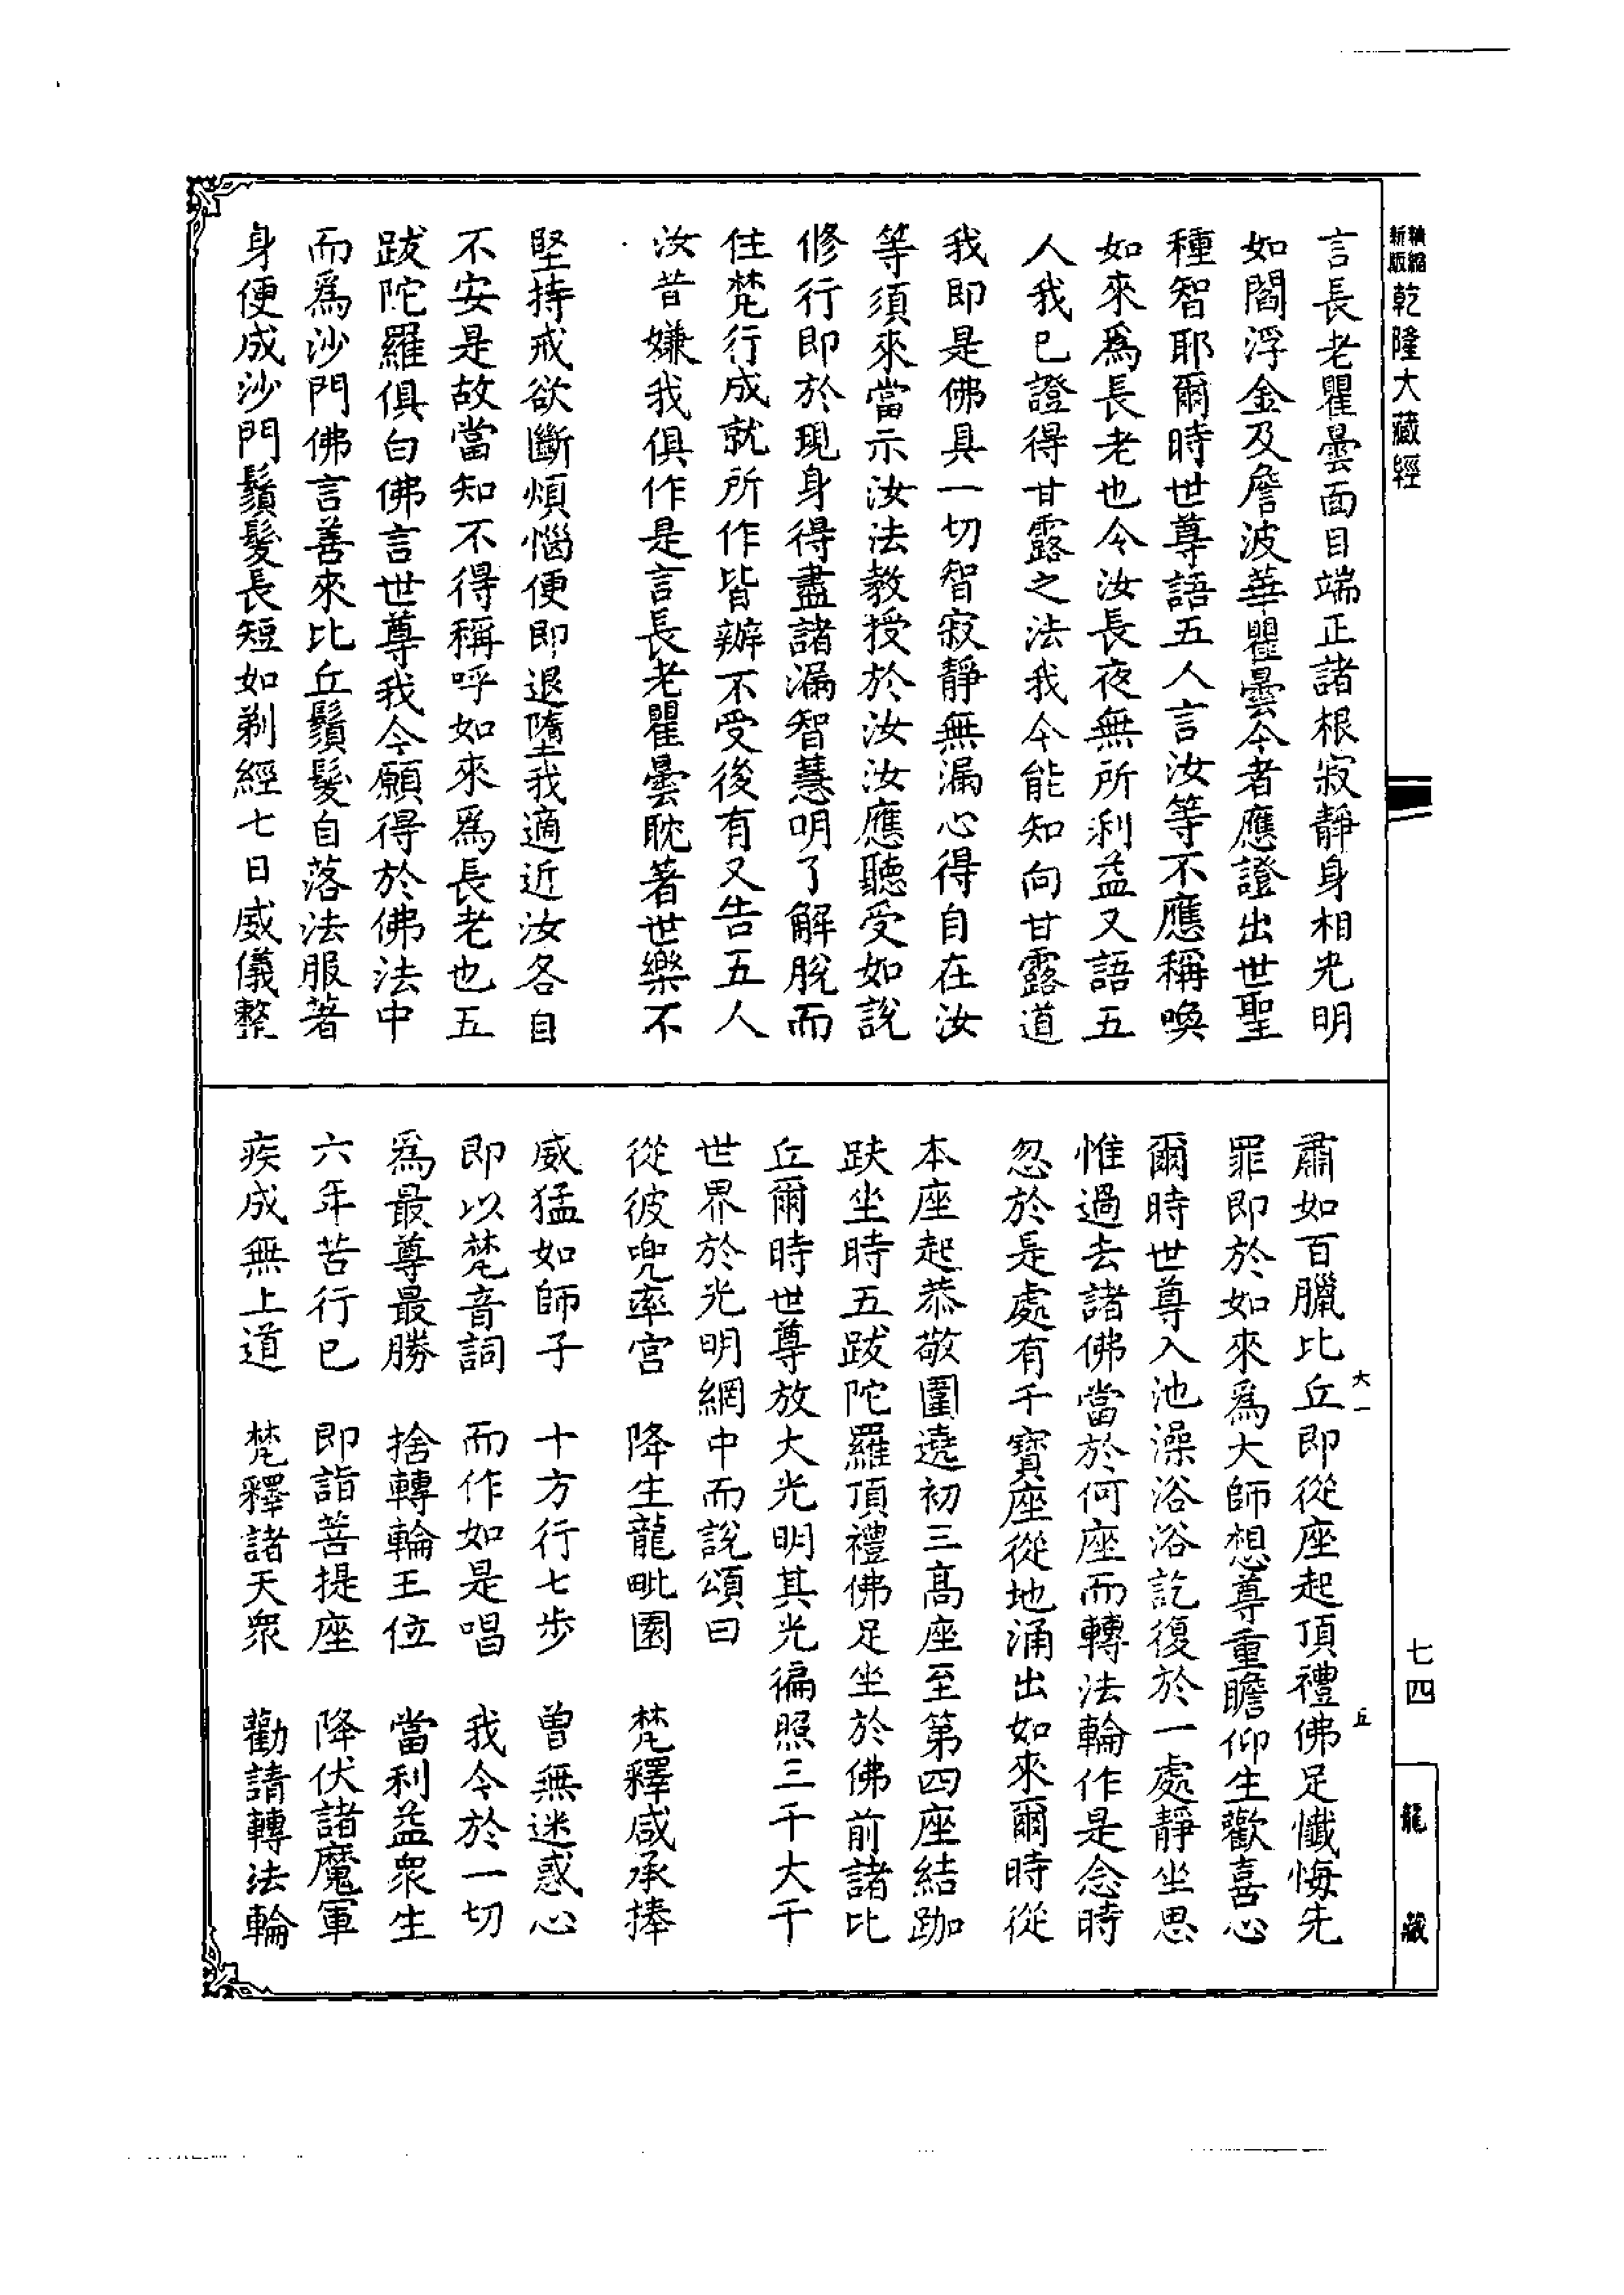 精縮新版 乾隆大藏經
言長老瞿曇面目端正諸根寂靜身相光明
如閻浮金及詹波華瞿曇今者應證出世聖
種智耶爾時世尊語五人言汝等不應稱喚
如來爲長老也令汝長夜無所利益又語五
人我已證得甘露之法我今能知向甘露道
我即是佛具一切智寂靜無漏心得自在汝
等須來當示汝法教授於汝汝應聽受如說
修行即於現身得盡諸漏智慧明了解脫而
住梵行成就所作皆辦不受後有又告五人
汝昔嫌我俱作是言長老瞿曇耽著世樂不
堅持戒欲斷煩惱便即退墮我適近汝各自
不安是故當知不得稱呼如來爲長老也五
跋陀羅俱白佛言世尊我今願得於佛法中
而爲沙門佛言善來比丘鬚髮自落法服著
身便成沙門鬚髮長短如剃經七日威儀整
肅如百臘比丘即從座起頂禮佛足懺悔先
罪即於如來爲大師想尊重瞻仰生歡喜心
爾時世尊入池澡浴浴訖復於一處靜坐思
惟過去諸佛當於何座而轉法輪作是念時
忽於是處有千寶座從地涌出如來爾時從
本座起恭敬圍遶初三高座至第四座結跏
趺坐時五跋陀羅頂禮佛足坐於佛前諸比
丘爾時世尊放大光明其光徧照三千大千
世界於光明網中而說頌曰
從彼兜率宮 降生龍毗園 梵釋咸承捧
威猛如師子 十方行七步 曾無迷惑心
即以梵音詞 而作如是唱 我今於一切
爲最尊最勝 捨轉輪王位 當利益衆生
六年苦行已 即詣菩提座 降伏諸魔軍
疾成無上道 梵釋諸天衆 勸請轉法輪
大一
五
七四
龍藏